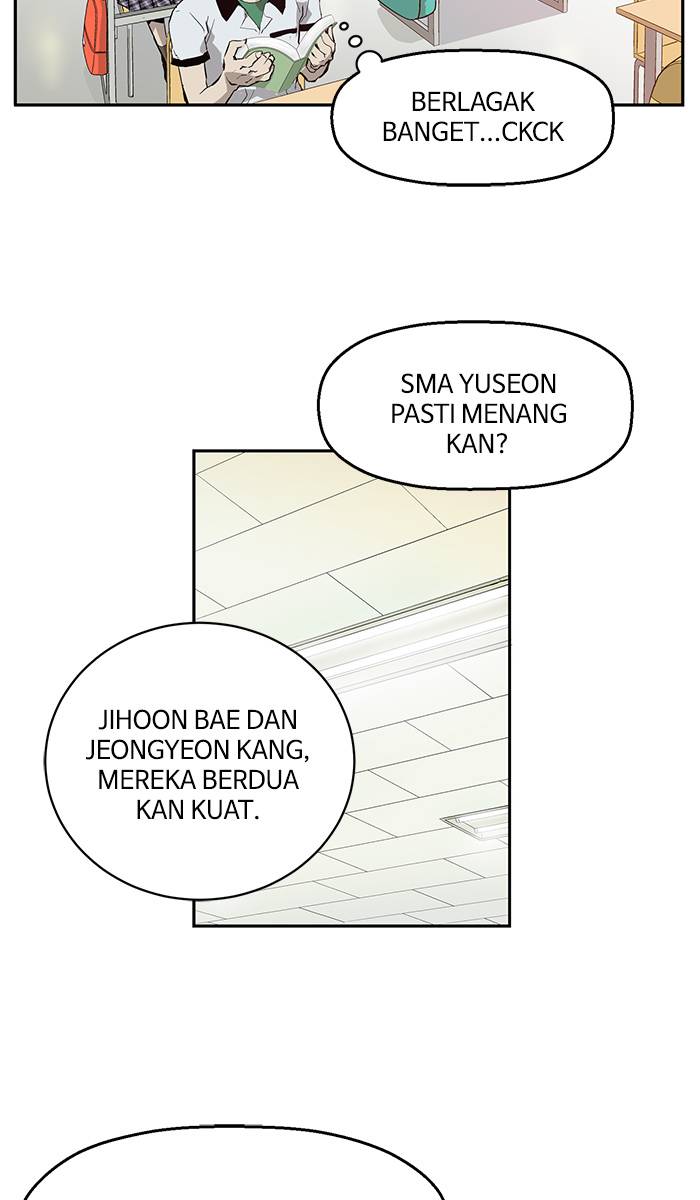 BERLAGAK
BANGET...CKCK
SMA YUSEON
PASTI MENANG
KAN?
JIHOON BAE DAN
JEONGYEON KANG,
MEREKA BERDUA
KAN KUAT.